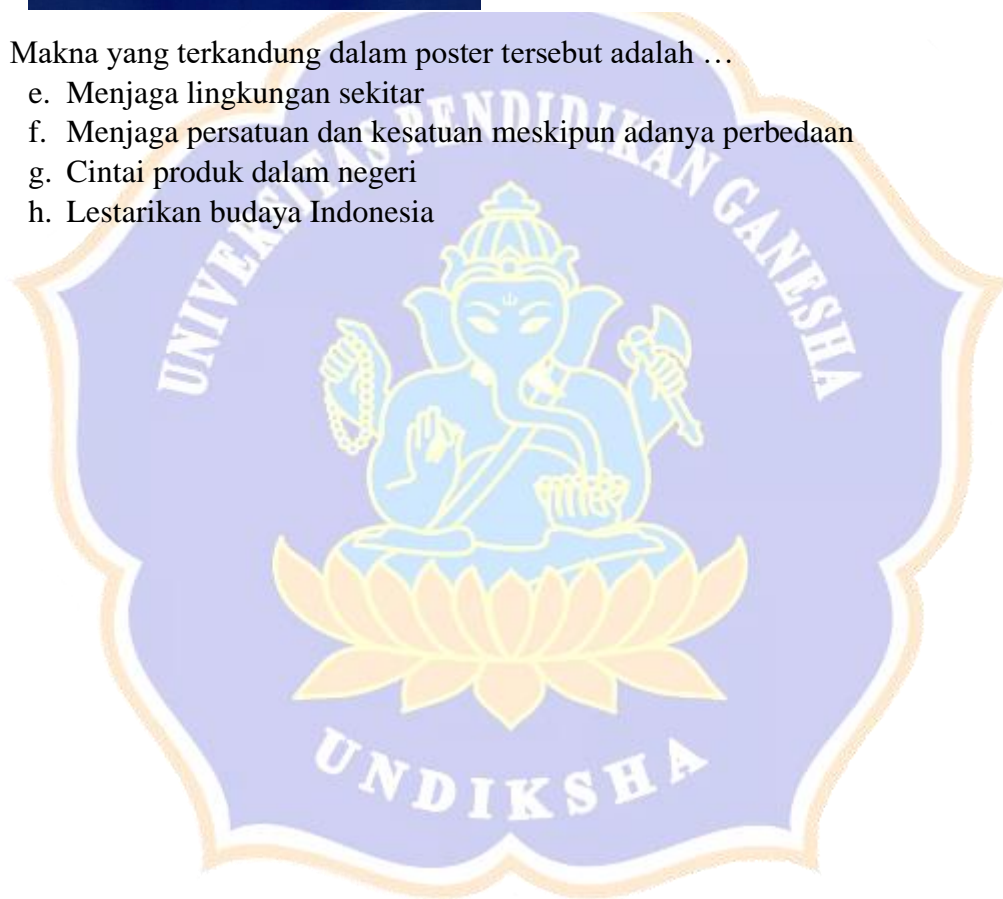 Makna yang terkandung dalam poster tersebut adalah …
e. Menjaga lingkungan sekitar
f. Menjaga persatuan dan kesatuan meskipun adanya perbedaan
g. Cintai produk dalam negeri
h. Lestarikan budaya Indonesia
UNIVERSITAS PENDIDIKAN GANESHA
UNDIKSHA